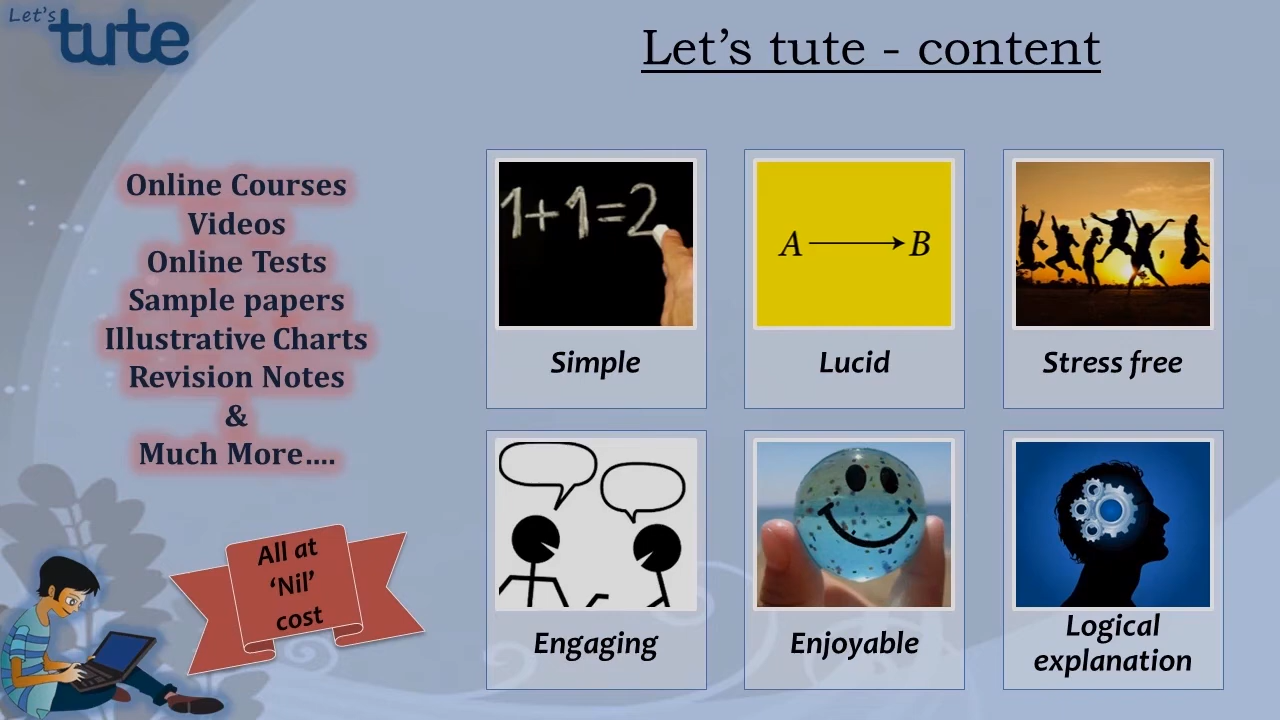 Let's
tute
Let's tute - content
Online Courses
Videos
Online Tests
Sample papers
Illustrative Charts
Revision Notes
&
Much More....
All at
‘Nil’
cost
1+1=2
Simple
A → B
Lucid
Stress free
Engaging
Enjoyable
Logical
explanation